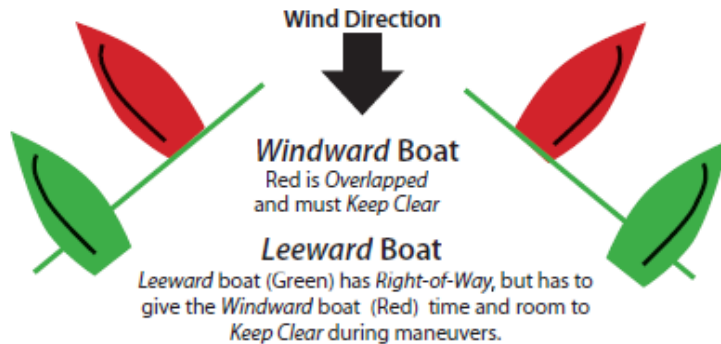 Wind Direction
Windward Boat
Red is Overlapped
and must Keep Clear
Leeward Boat
Leeward boat (Green) has Right-of-Way, but has to
give the Windward boat (Red) time and room to
Keep Clear during maneuvers.